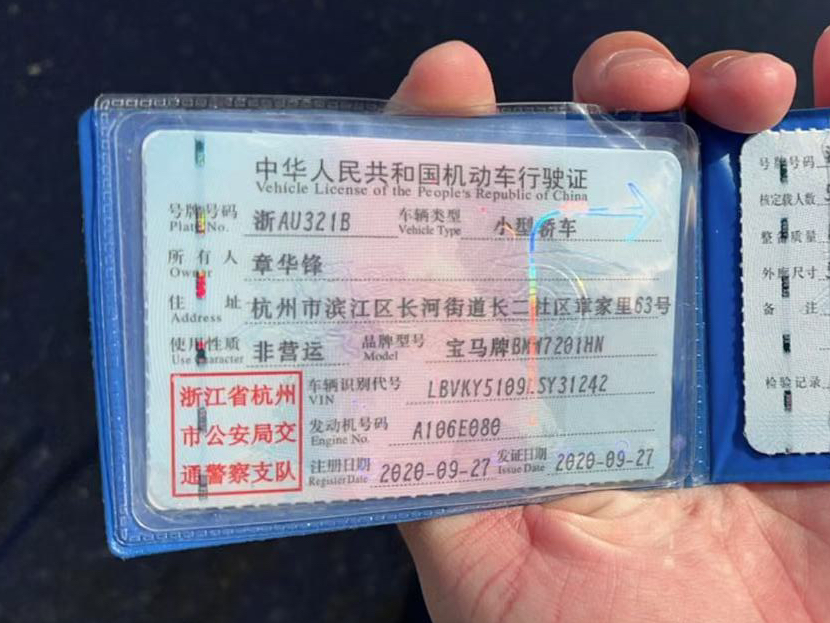 中华人民共和国机动车行驶证
Vehicle License of the People's Republic of China
号牌号码 浙AU321B 车辆类型 小型轿车
Plate No. Vehicle Type
所有人 章华锋
Owner
住址 杭州市滨江区长河街道长二社区章家里63号
Address
使用性质 非营运 品牌型号 宝马牌BMW7201HN
Use Character Model
浙江省杭州
市公安局交
通警察支队
车辆识别代号
VIN
发动机号码 A106E080
Engine No.
注册日期 2020-09-27 发证日期 2020-09-27
Register Date Issue Date
号牌号码
核定载人数
整备质量
外廓尺寸
备注
检验记录